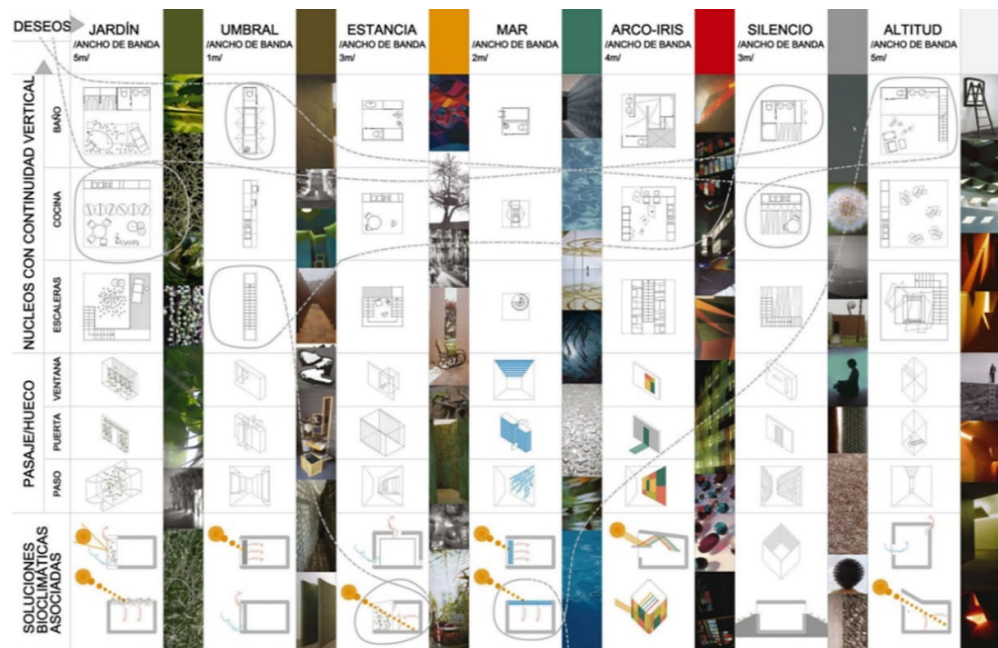 DESEOS
JARDÍN
/ANCHO DE BANDA
5m/
UMBRAL
/ANCHO DE BANDA
1m/
ESTANCIA
/ANCHO DE BANDA
3m/
MAR
/ANCHO DE BANDA
2m/
ARCO-IRIS
/ANCHO DE BANDA
4m/
SILENCIO
/ANCHO DE BANDA
3m/
ALTITUD
/ANCHO DE BANDA
5m/
NUCLEOS CON CONTINUIDAD VERTICAL
BAÑO
COCINA
ESCALERAS
PASAJE/HUECO
VENTANA
PUERTA
PASO
SOLUCIONES
BIOCLIMÁTICAS
ASOCIADAS